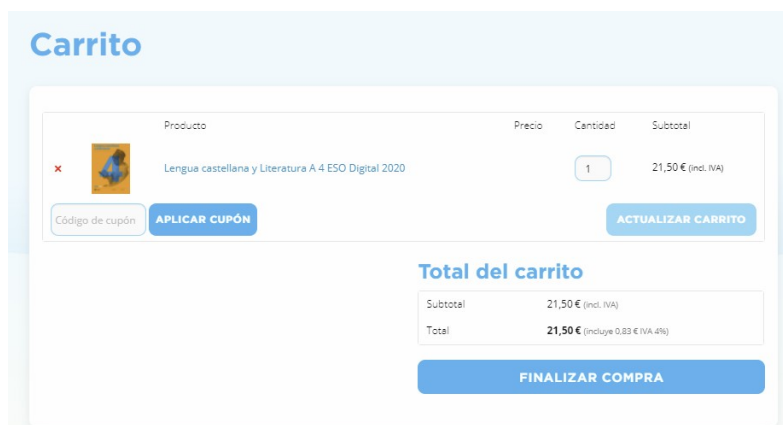 Carrito
Producto Precio Cantidad Subtotal
× 4 Lengua castellana y Literatura A 4 ESO Digital 2020 1 21,50 € (incl. IVA)
Código de cupón APLICAR CUPÓN ACTUALIZAR CARRITO
Total del carrito
Subtotal 21,50 € (incl. IVA)
Total 21,50 € (incluye 0,83 € IVA 4%)
FINALIZAR COMPRA